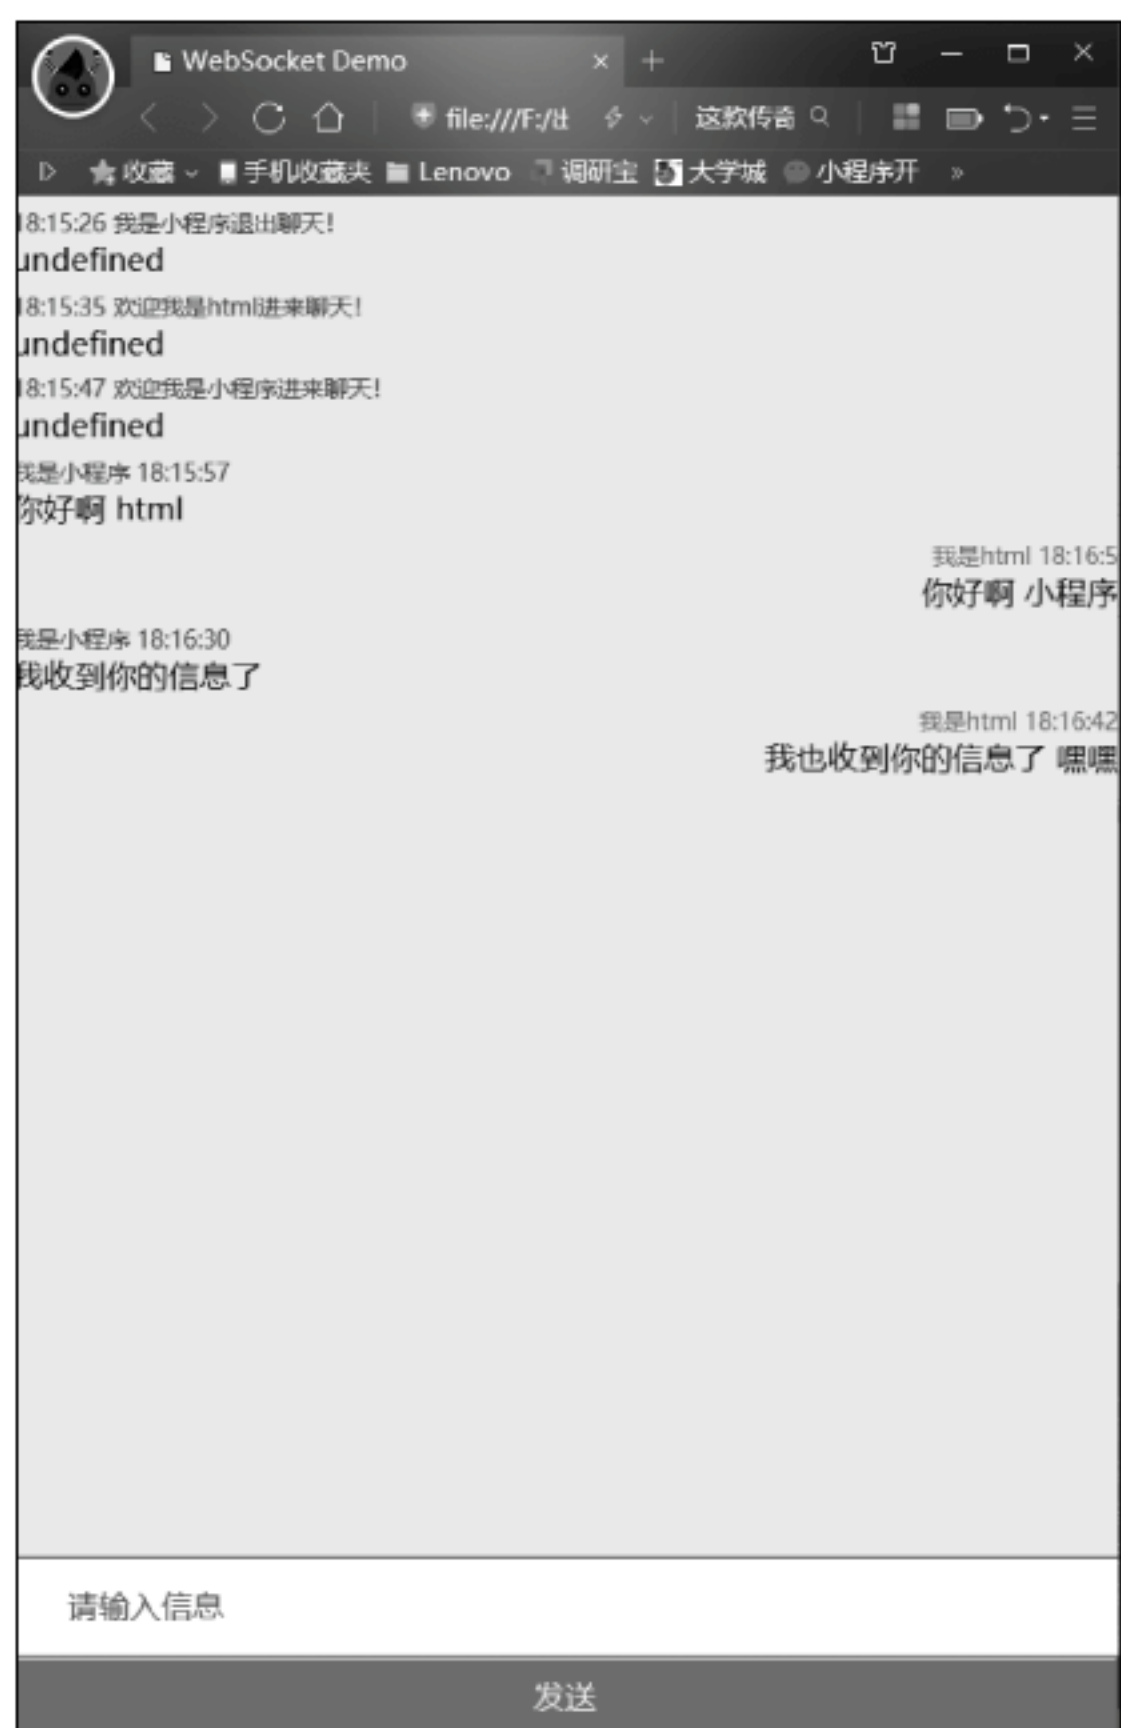 WebSocket Demo
file:///F:/ 这款传奇
收藏 手机收藏夹 Lenovo 调研宝 大学城 小程序开 »
18:15:26 我是小程序退出聊天!
undefined
18:15:35 欢迎我是html进来聊天!
undefined
18:15:47 欢迎我是小程序进来聊天!
undefined
我是小程序 18:15:57
你好啊 html
我是html 18:16:5
你好啊 小程序
我是小程序 18:16:30
我收到你的信息了
我是html 18:16:42
我也收到你的信息了 嘿嘿
请输入信息
发送